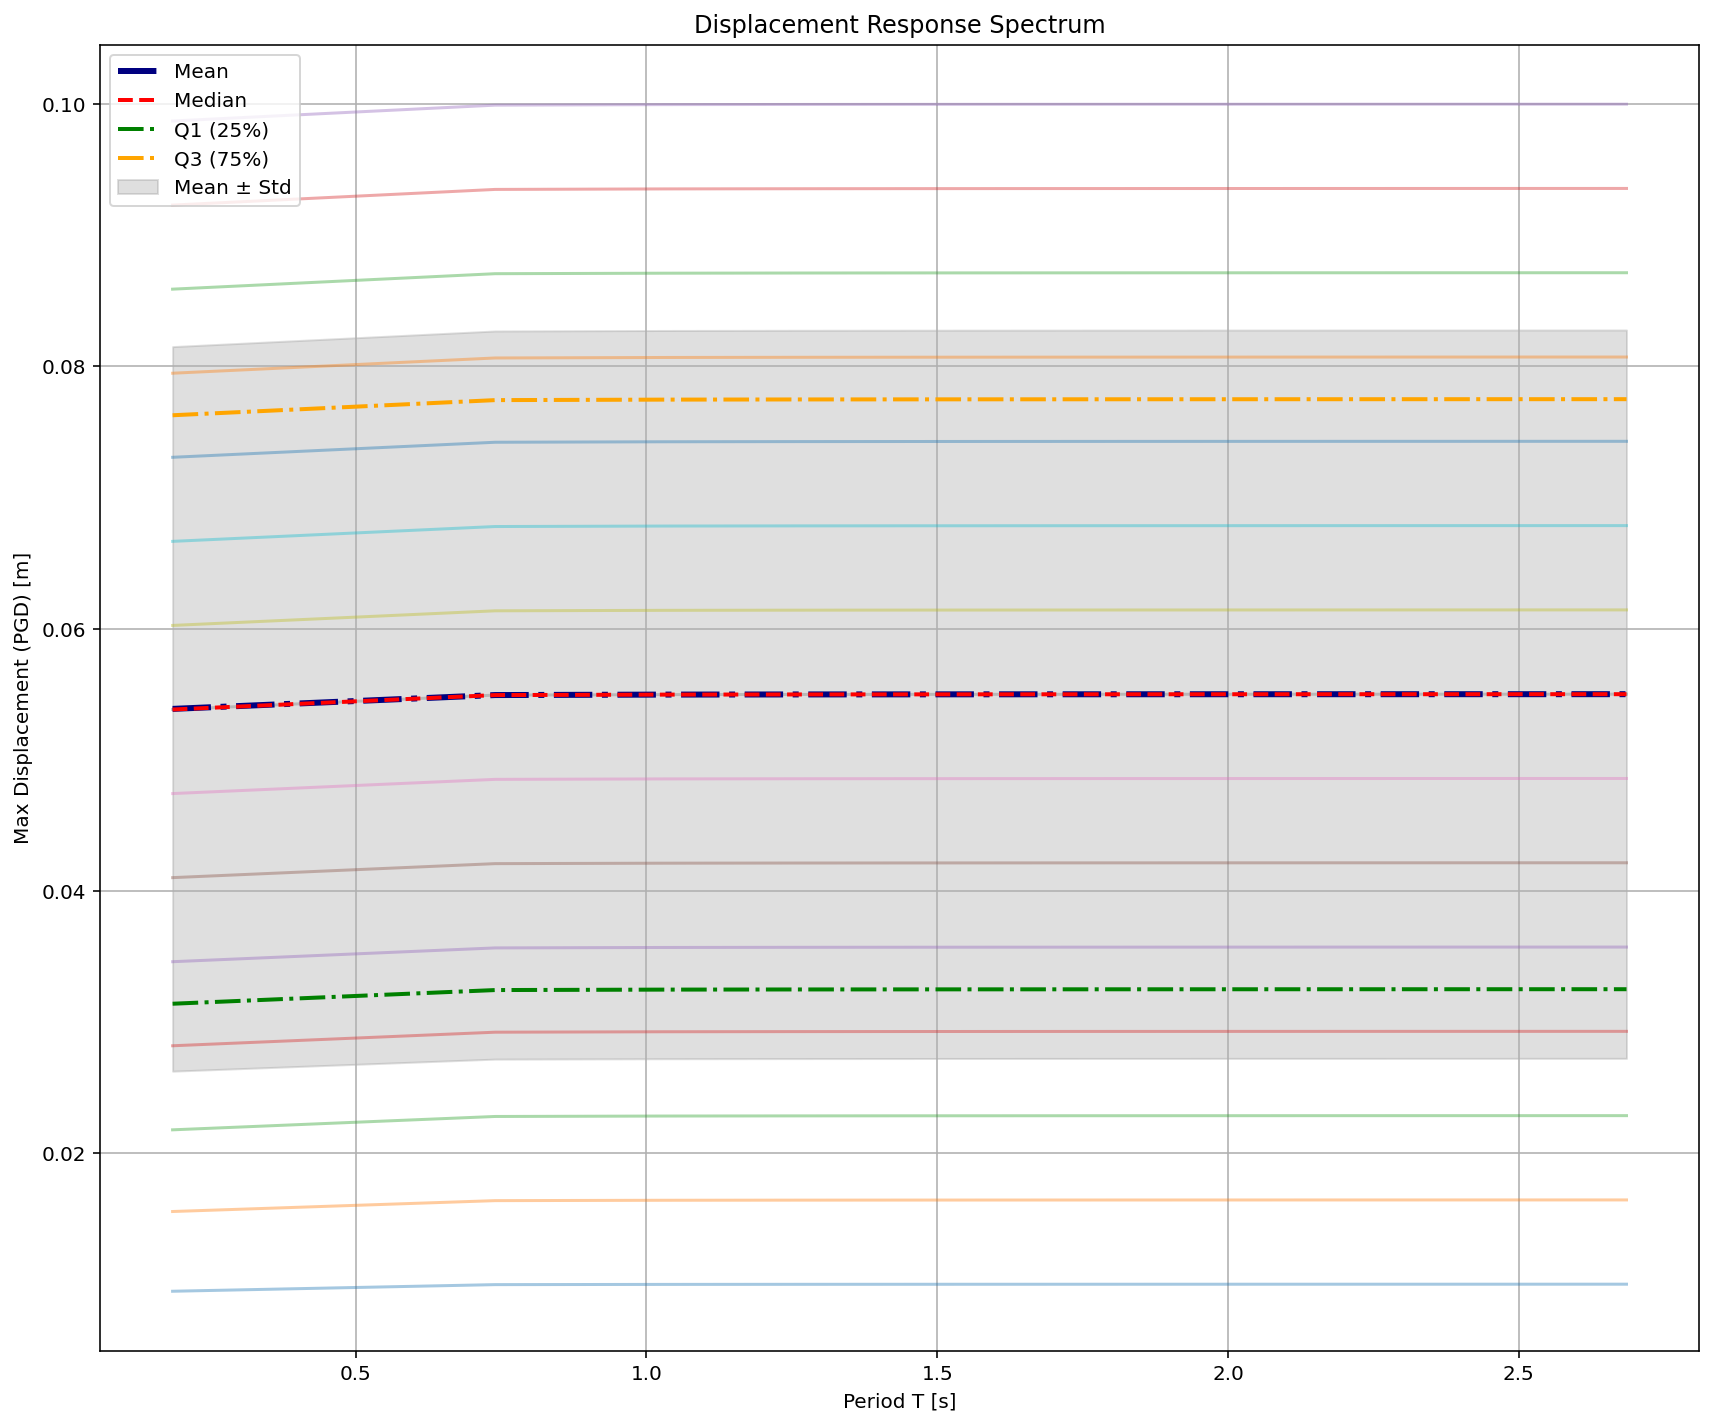 Displacement Response Spectrum
Mean
Median
Q1 (25%)
Q3 (75%)
Mean ± Std
Max Displacement (PGD) [m]
0.10
0.08
0.06
0.04
0.02
0.5 1.0 1.5 2.0 2.5
Period T [s]